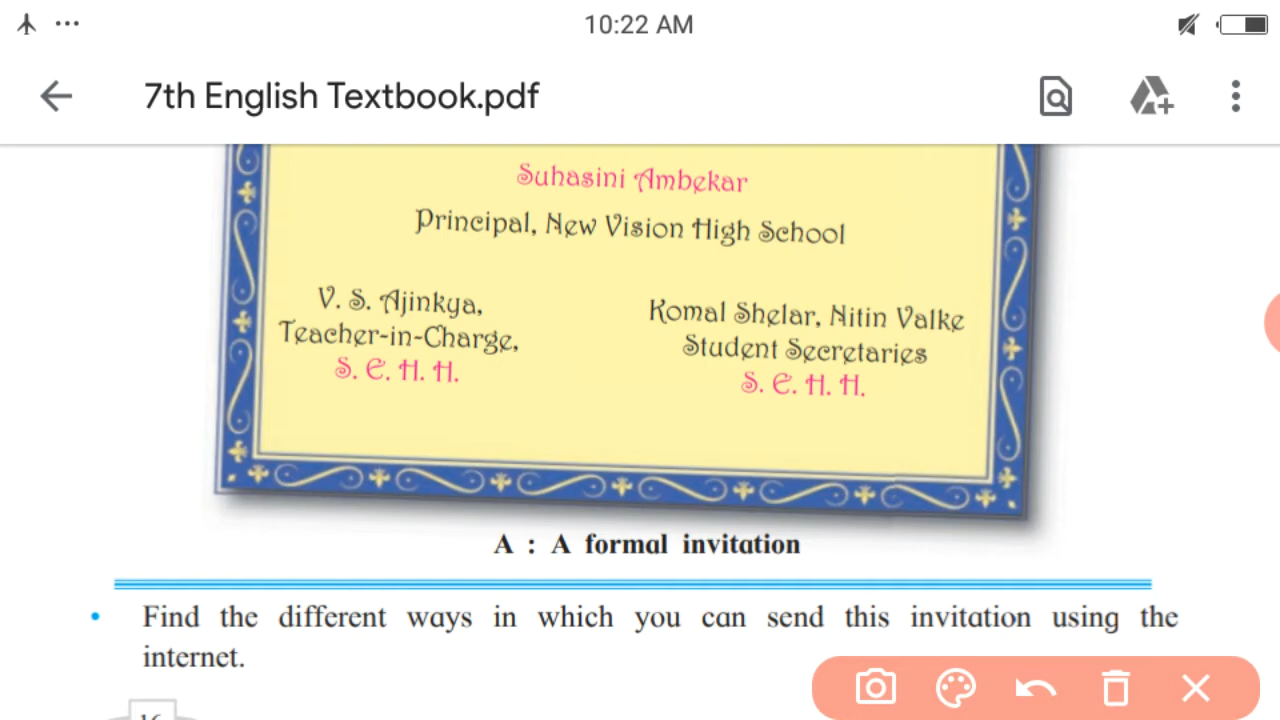 10:22 AM
7th English Textbook.pdf
Suhasini Ambekar
Principal, New Vision High School
V. S. Ajinkya,
Teacher-in-Charge,
S. E. H. H.
Komal Shelar, Nitin Valke
Student Secretaries
S. E. H. H.
A : A formal invitation
• Find the different ways in which you can send this invitation using the
internet.